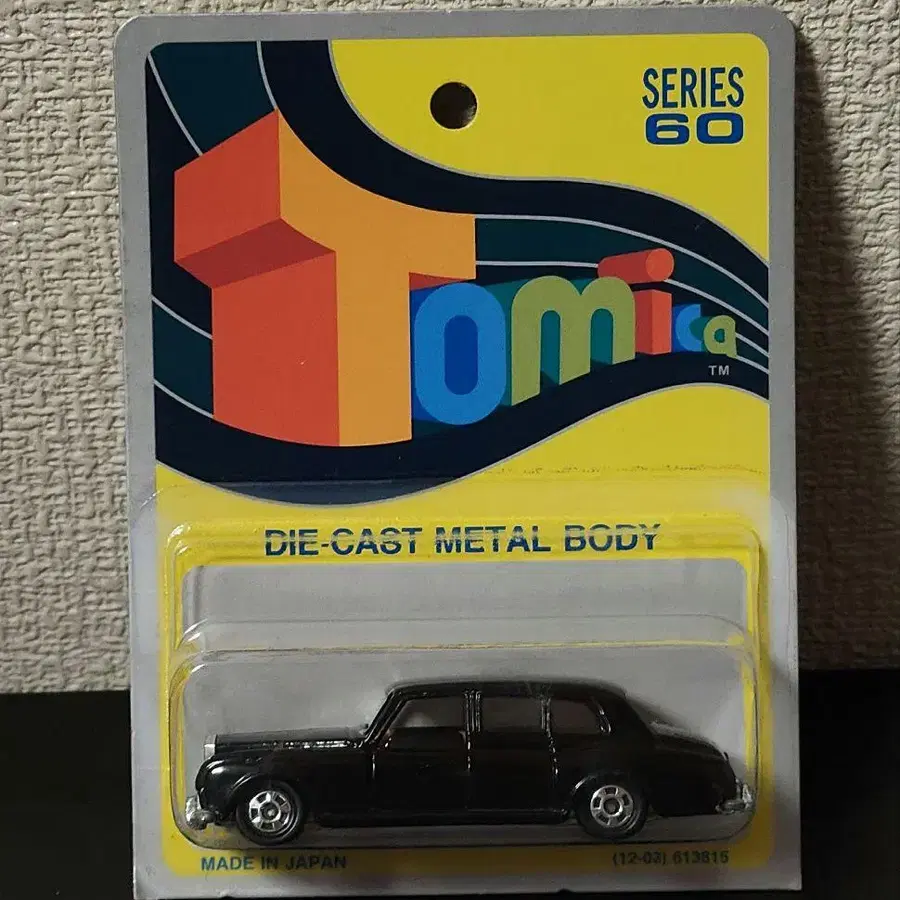 SERIES
60
Tomica
TM
DIE-CAST METAL BODY
MADE IN JAPAN
(12-03) 613815